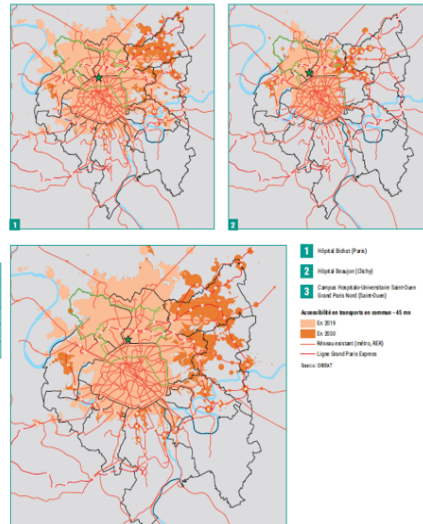 1
2
3
1 Hôpital Bichat (Paris)
2 Hôpital Beaujon (Clichy)
3 Campus Hospitalo-Universitaire Saint-Ouen
Grand Paris Nord (Saint-Ouen)
Accessibilité en transports en commun - 45 mn
En 2019
En 2030
Réseau existant (métro, RER)
Ligne Grand Paris Express
Source: DRIEAT